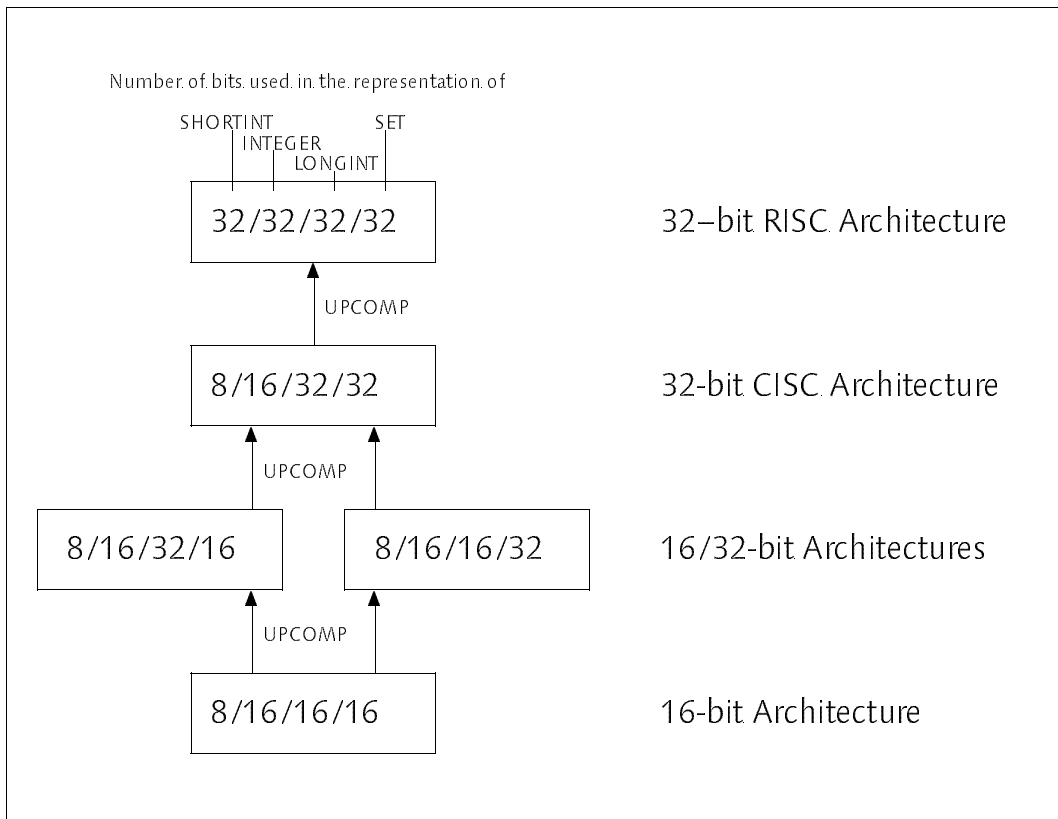 Number of bits used in the representation of
SHORTINT
SET
INTEGER
LONGINT
32/32/32/32
32–bit RISC Architecture
UPCOMP
8/16/32/32
32-bit CISC Architecture
UPCOMP
8/16/32/16
8/16/16/32
16/32-bit Architectures
UPCOMP
8/16/16/16
16-bit Architecture